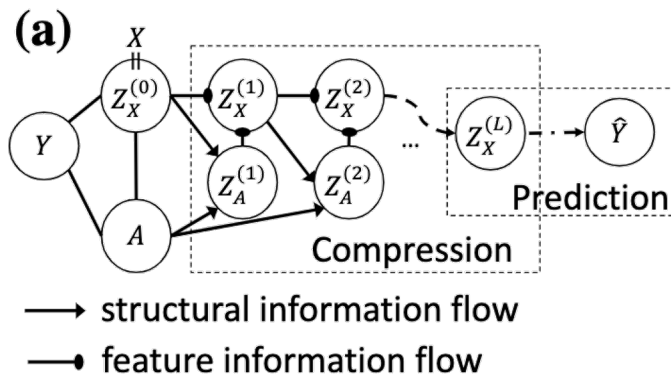 (a)
X
=
Z_X^(0) Z_X^(1) Z_X^(2)
Y Z_X^(L) Ŷ
...
Z_A^(1) Z_A^(2)
Prediction
A
Compression
structural information flow
feature information flow